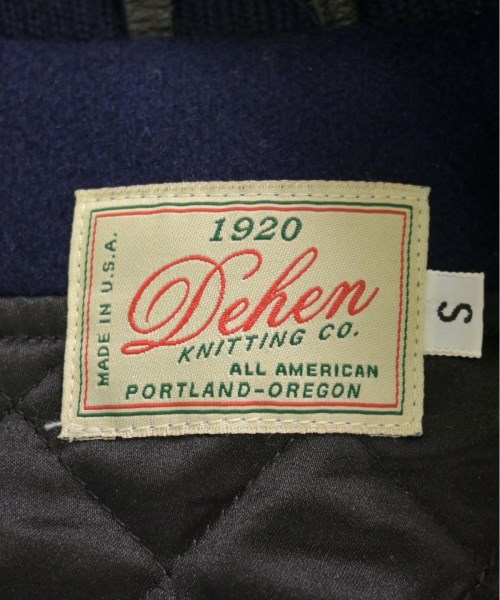 1920
Dehen
KNITTING CO.
ALL AMERICAN
PORTLAND-OREGON
MADE IN U.S.A.
S